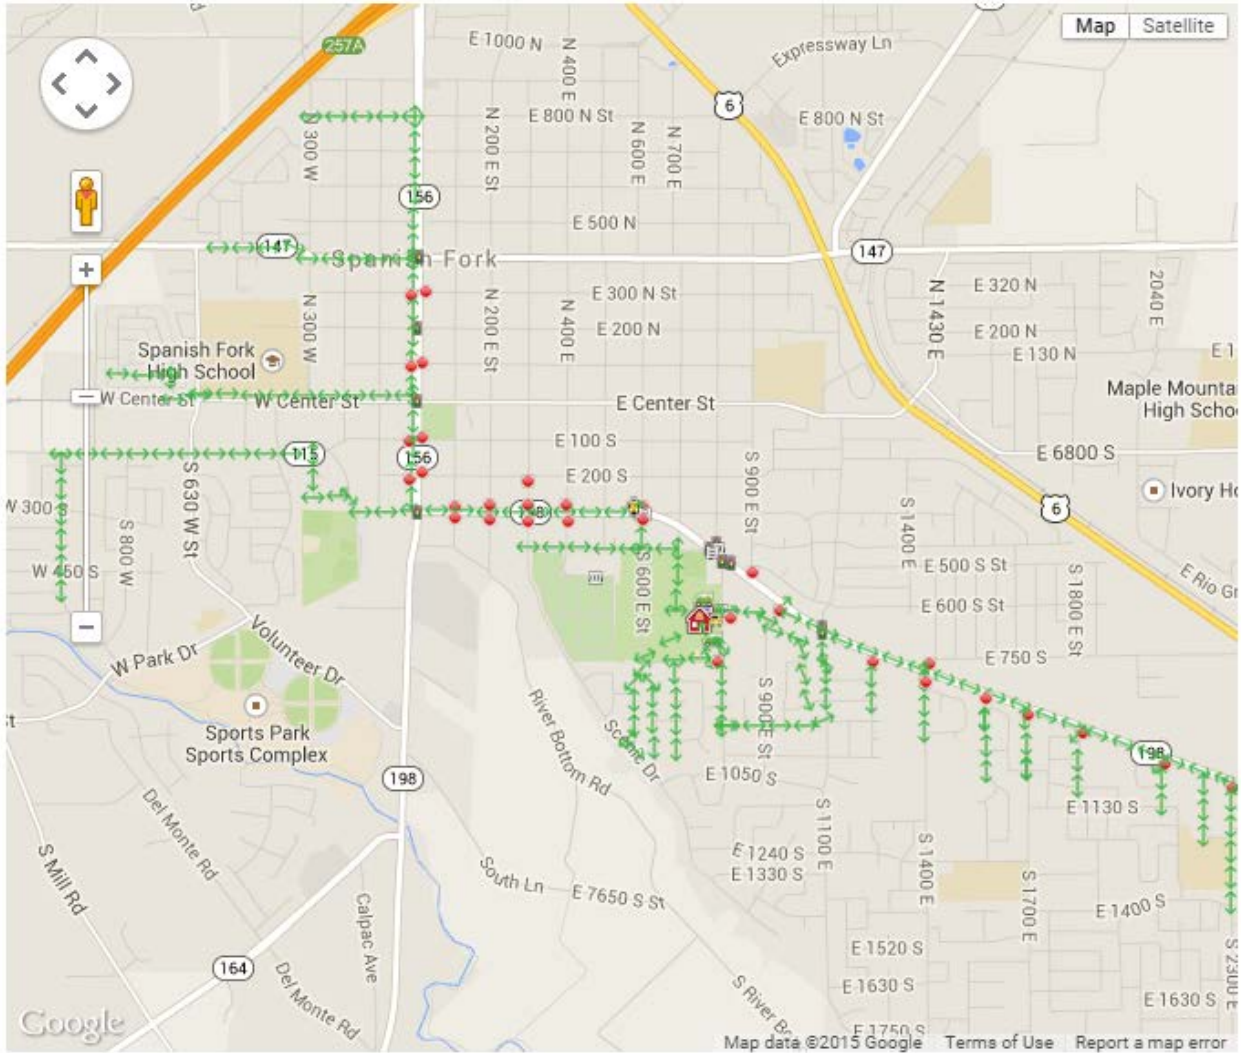 Map
Satellite
257A
E 1000 N
N 400 E
Expressway Ln
6
N 300 W
N 200 E St
E 800 N St
N 600 E
N 700 E
E 800 N St
156
E 500 N
147
Spanish Fork
147
E 300 N St
E 200 N
N 300 W
N 200 E St
N 400 E
N 1430 E
E 320 N
E 200 N
E 130 N
2040 E
E 1
Spanish Fork
High School
W Center St
W Center St
E Center St
Maple Mounta
High Scho
E 100 S
E 200 S
115
156
E 6800 S
W 300
S 630 W St
S 800 W
198
S 900 E St
S 1400 E
Ivory Ho
6
W 450 S
S 600 E St
E 500 S St
E 600 S St
S 1800 E St
E Rio Gr
W Park Dr
Volunteer Dr
E 750 S
St
Sports Park
Sports Complex
River Bottom Rd
Scenic Dr
S 900 E St
198
198
E 1050 S
E 1130 S
Del Monte Rd
S Mill Rd
S 1100 E
E 1240 S
E 1330 S
S 1400 E
South Ln
E 7650 S St
S 1700 E
E 1400 S
Calpac Ave
164
Del Monte Rd
E 1520 S
E 1630 S
S River Bo
S 2300 E
E 1630 S
E 1750 S
Google
Map data ©2015 Google
Terms of Use
Report a map error